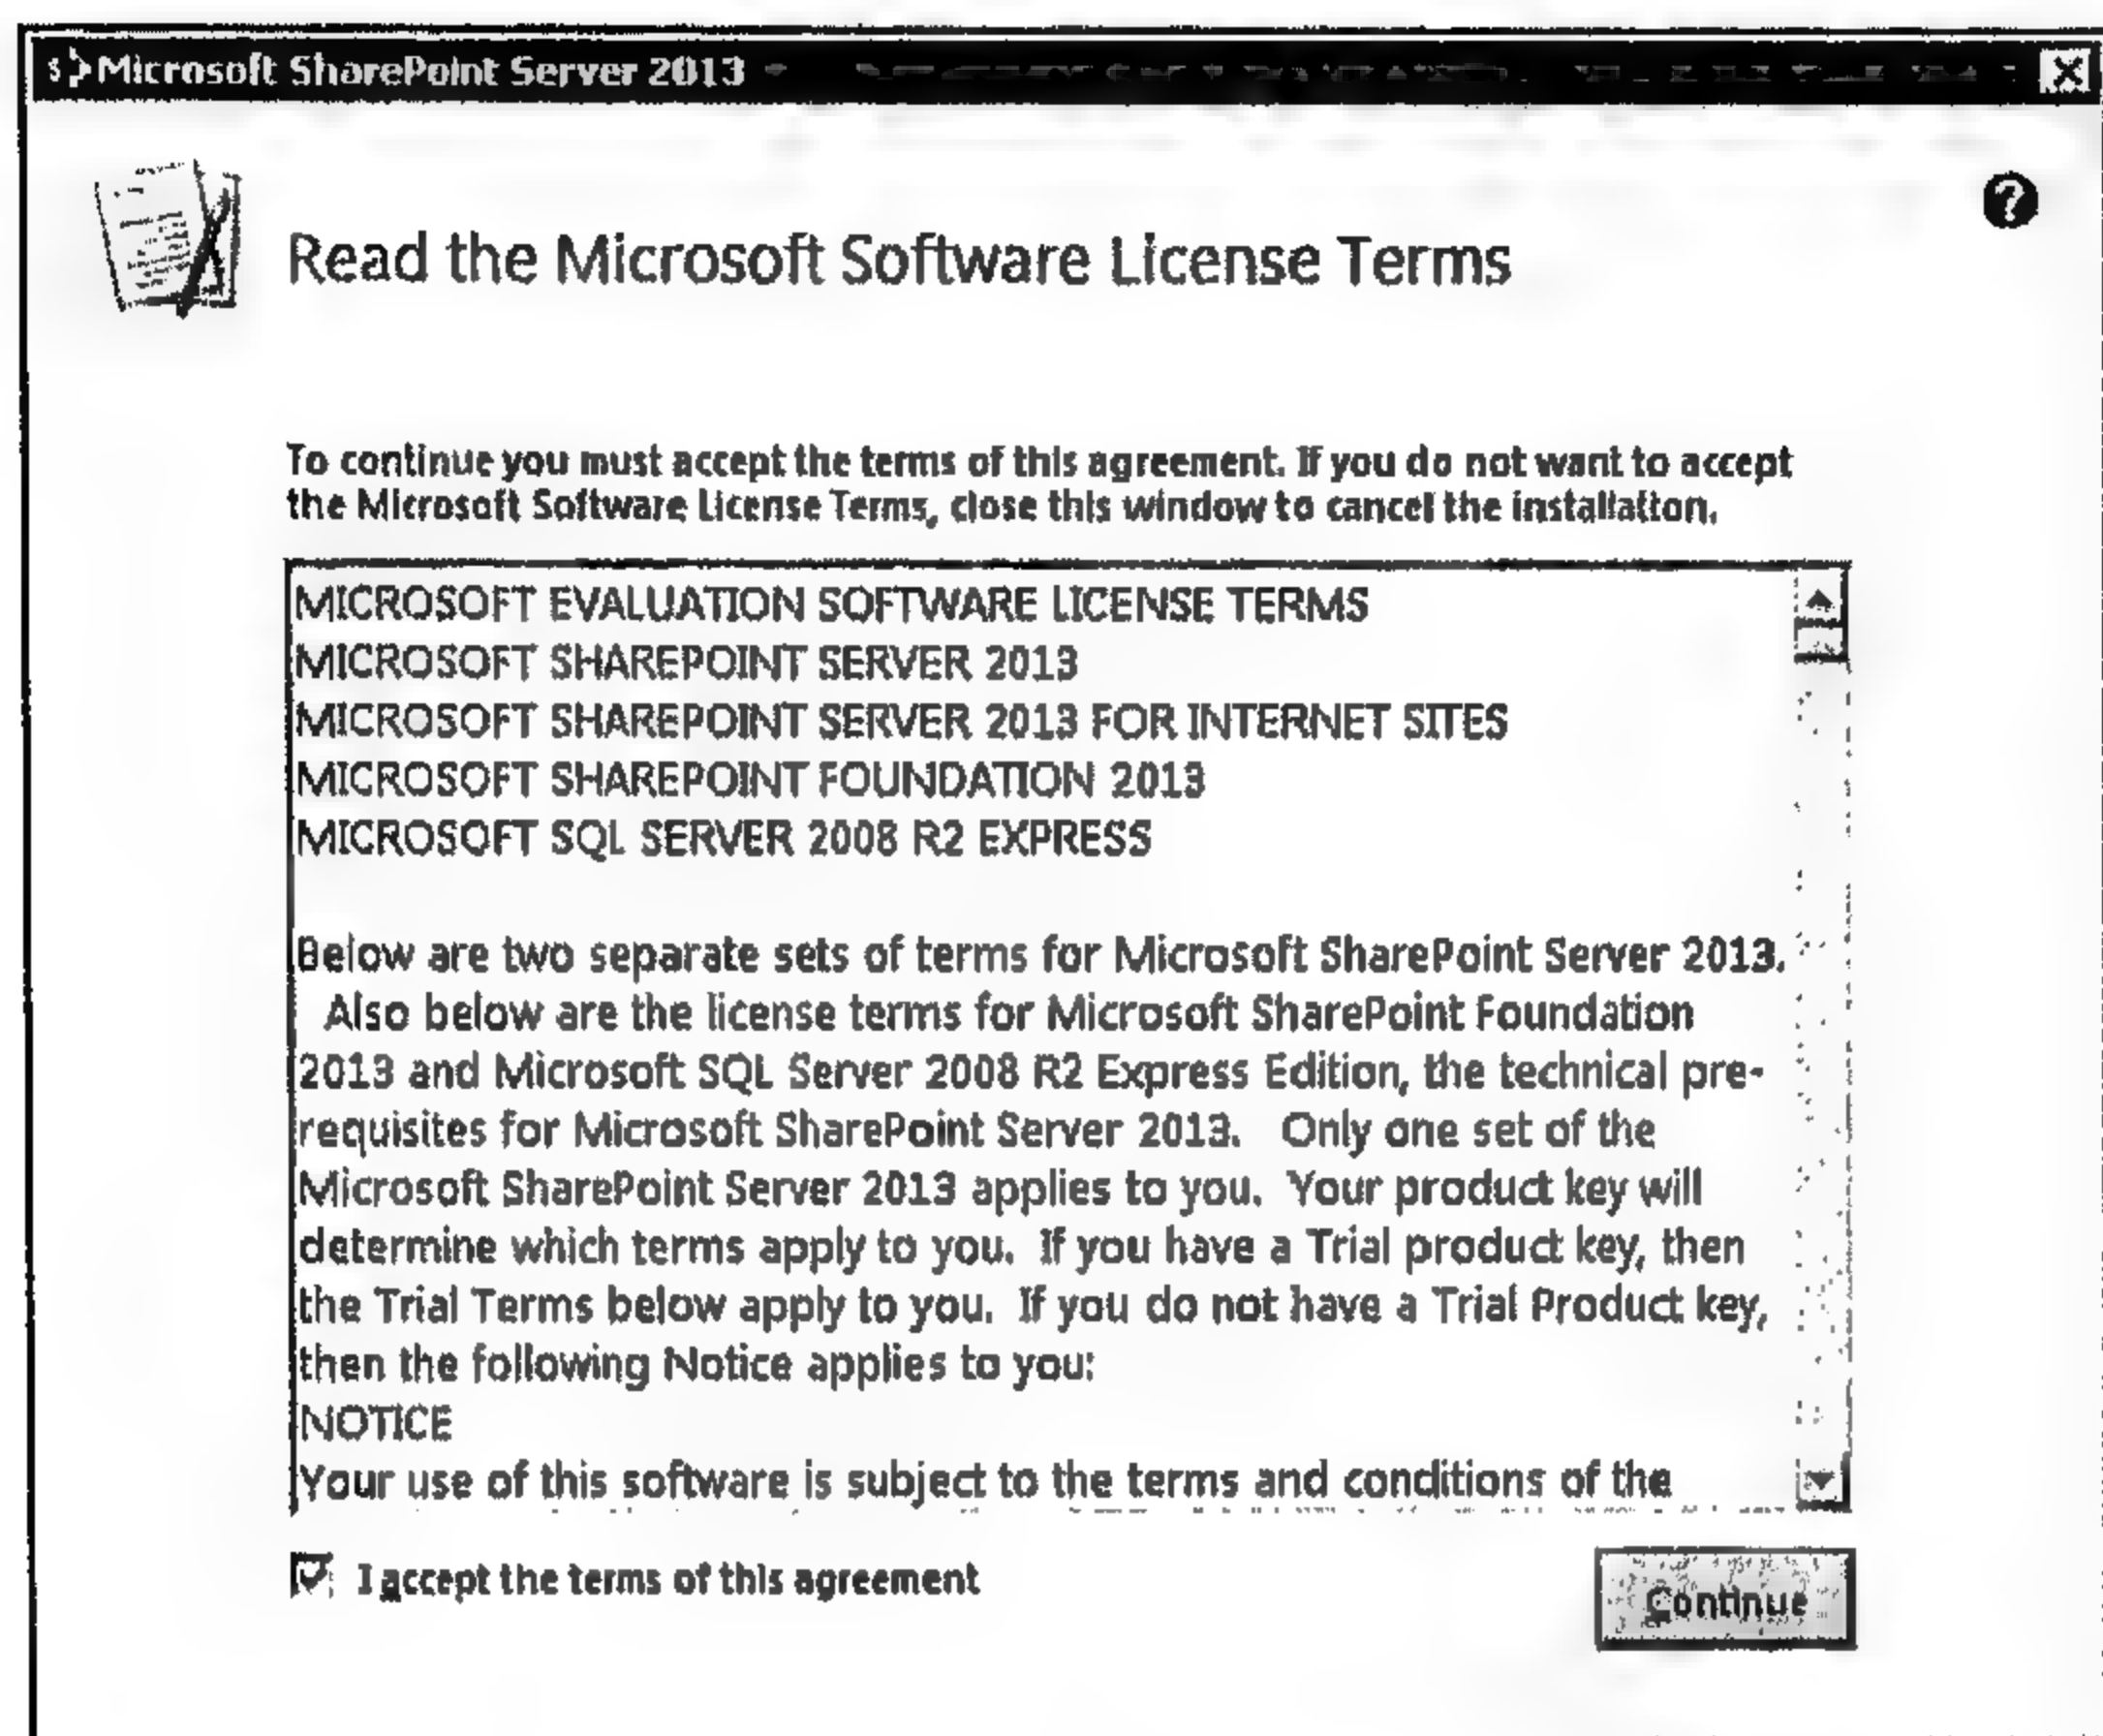 Microsoft SharePoint Server 2013
Read the Microsoft Software License Terms
To continue you must accept the terms of this agreement. If you do not want to accept
the Microsoft Software License Terms, close this window to cancel the installation.
MICROSOFT EVALUATION SOFTWARE LICENSE TERMS
MICROSOFT SHAREPOINT SERVER 2013
MICROSOFT SHAREPOINT SERVER 2013 FOR INTERNET SITES
MICROSOFT SHAREPOINT FOUNDATION 2013
MICROSOFT SQL SERVER 2008 R2 EXPRESS
Below are two separate sets of terms for Microsoft SharePoint Server 2013.
Also below are the license terms for Microsoft SharePoint Foundation
2013 and Microsoft SQL Server 2008 R2 Express Edition, the technical pre-
requisites for Microsoft SharePoint Server 2013. Only one set of the
Microsoft SharePoint Server 2013 applies to you. Your product key will
determine which terms apply to you. If you have a Trial product key, then
the Trial Terms below apply to you. If you do not have a Trial Product key,
then the following Notice applies to you:
NOTICE
Your use of this software is subject to the terms and conditions of the
I accept the terms of this agreement
Continue